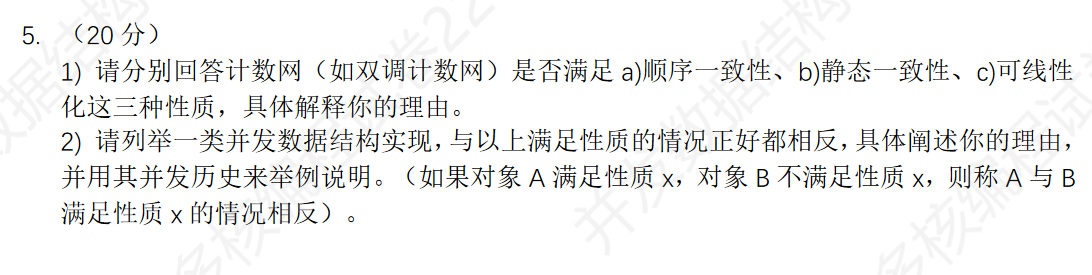 5. （20 分）
1) 请分别回答计数网（如双调计数网）是否满足 a)顺序一致性、b)静态一致性、c)可线性
化这三种性质，具体解释你的理由。
2) 请列举一类并发数据结构实现，与以上满足性质的情况正好都相反，具体阐述你的理由，
并用其并发历史来举例说明。（如果对象 A 满足性质 x，对象 B 不满足性质 x，则称 A 与 B
满足性质 x 的情况相反）。